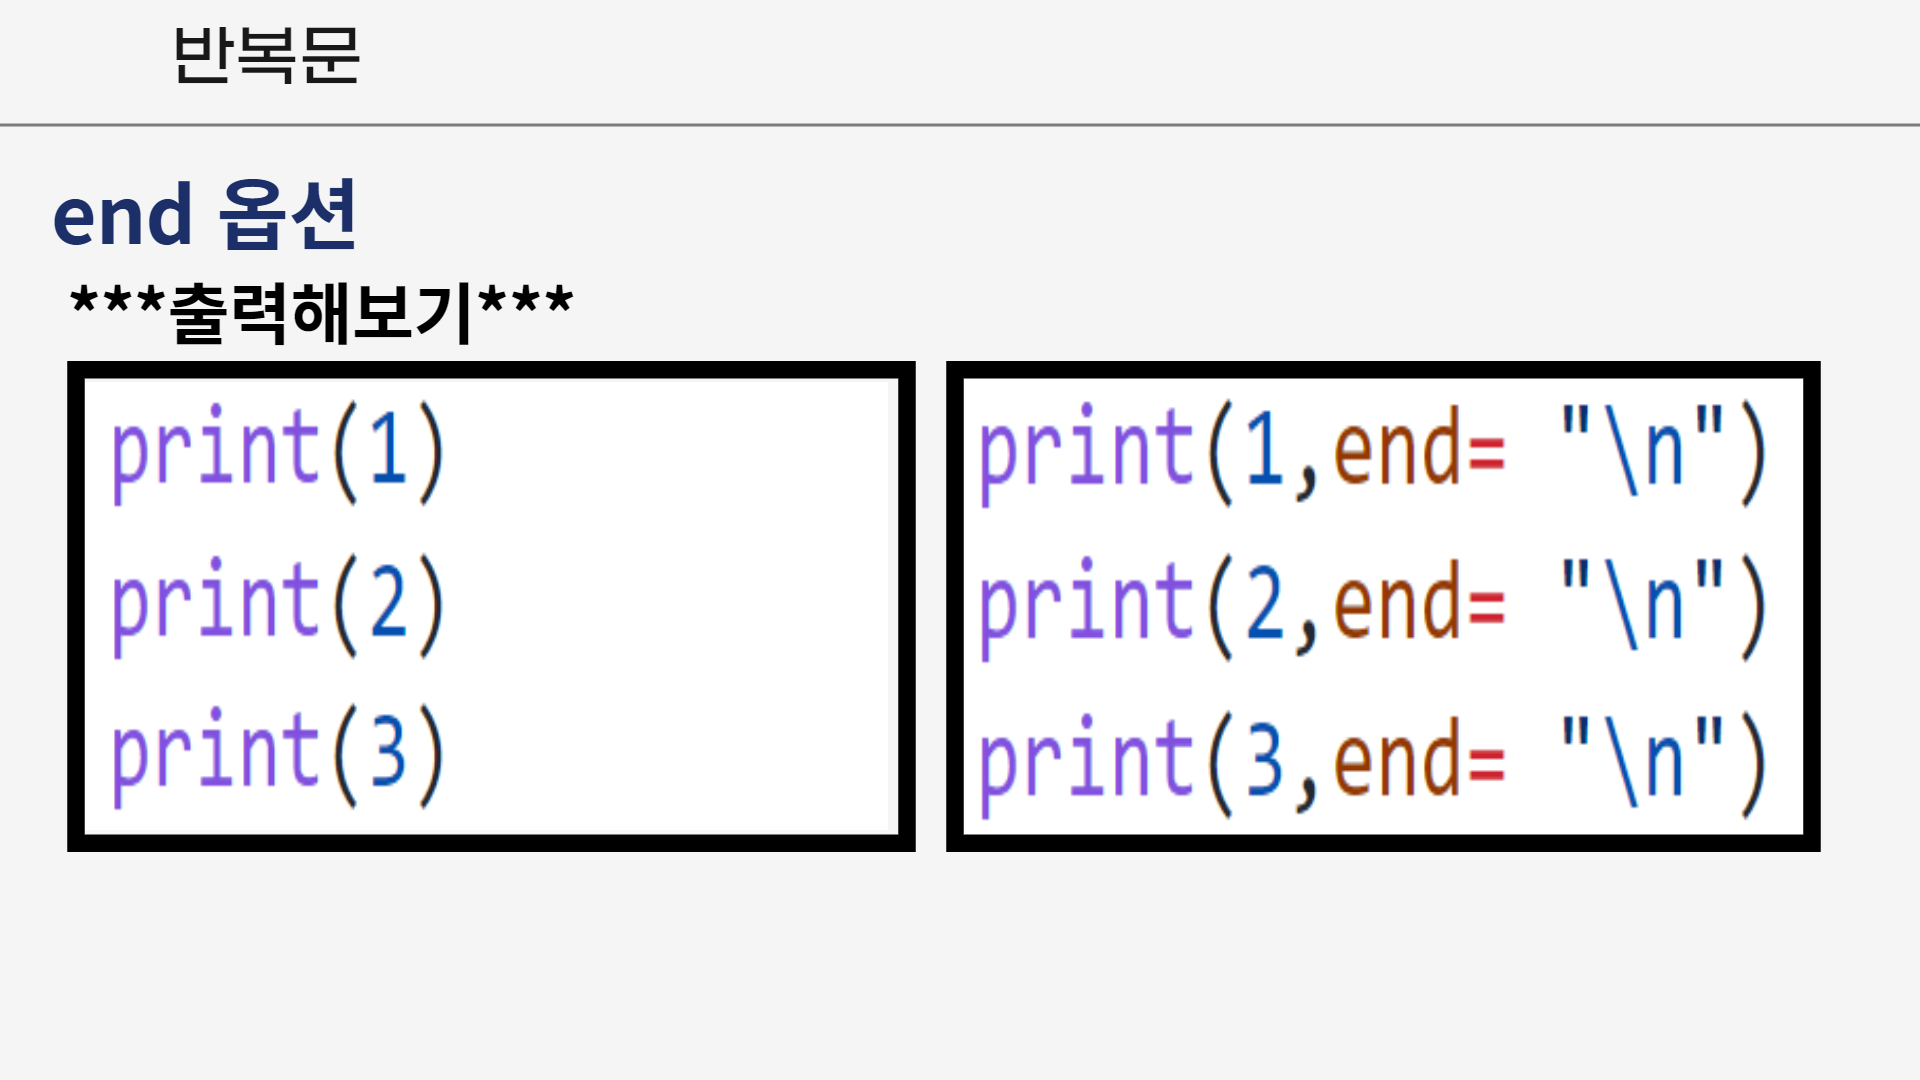 반복문
end 옵션
***출력해보기***
print(1)
print(2)
print(3)
print(1,end= "\n")
print(2,end= "\n")
print(3,end= "\n")